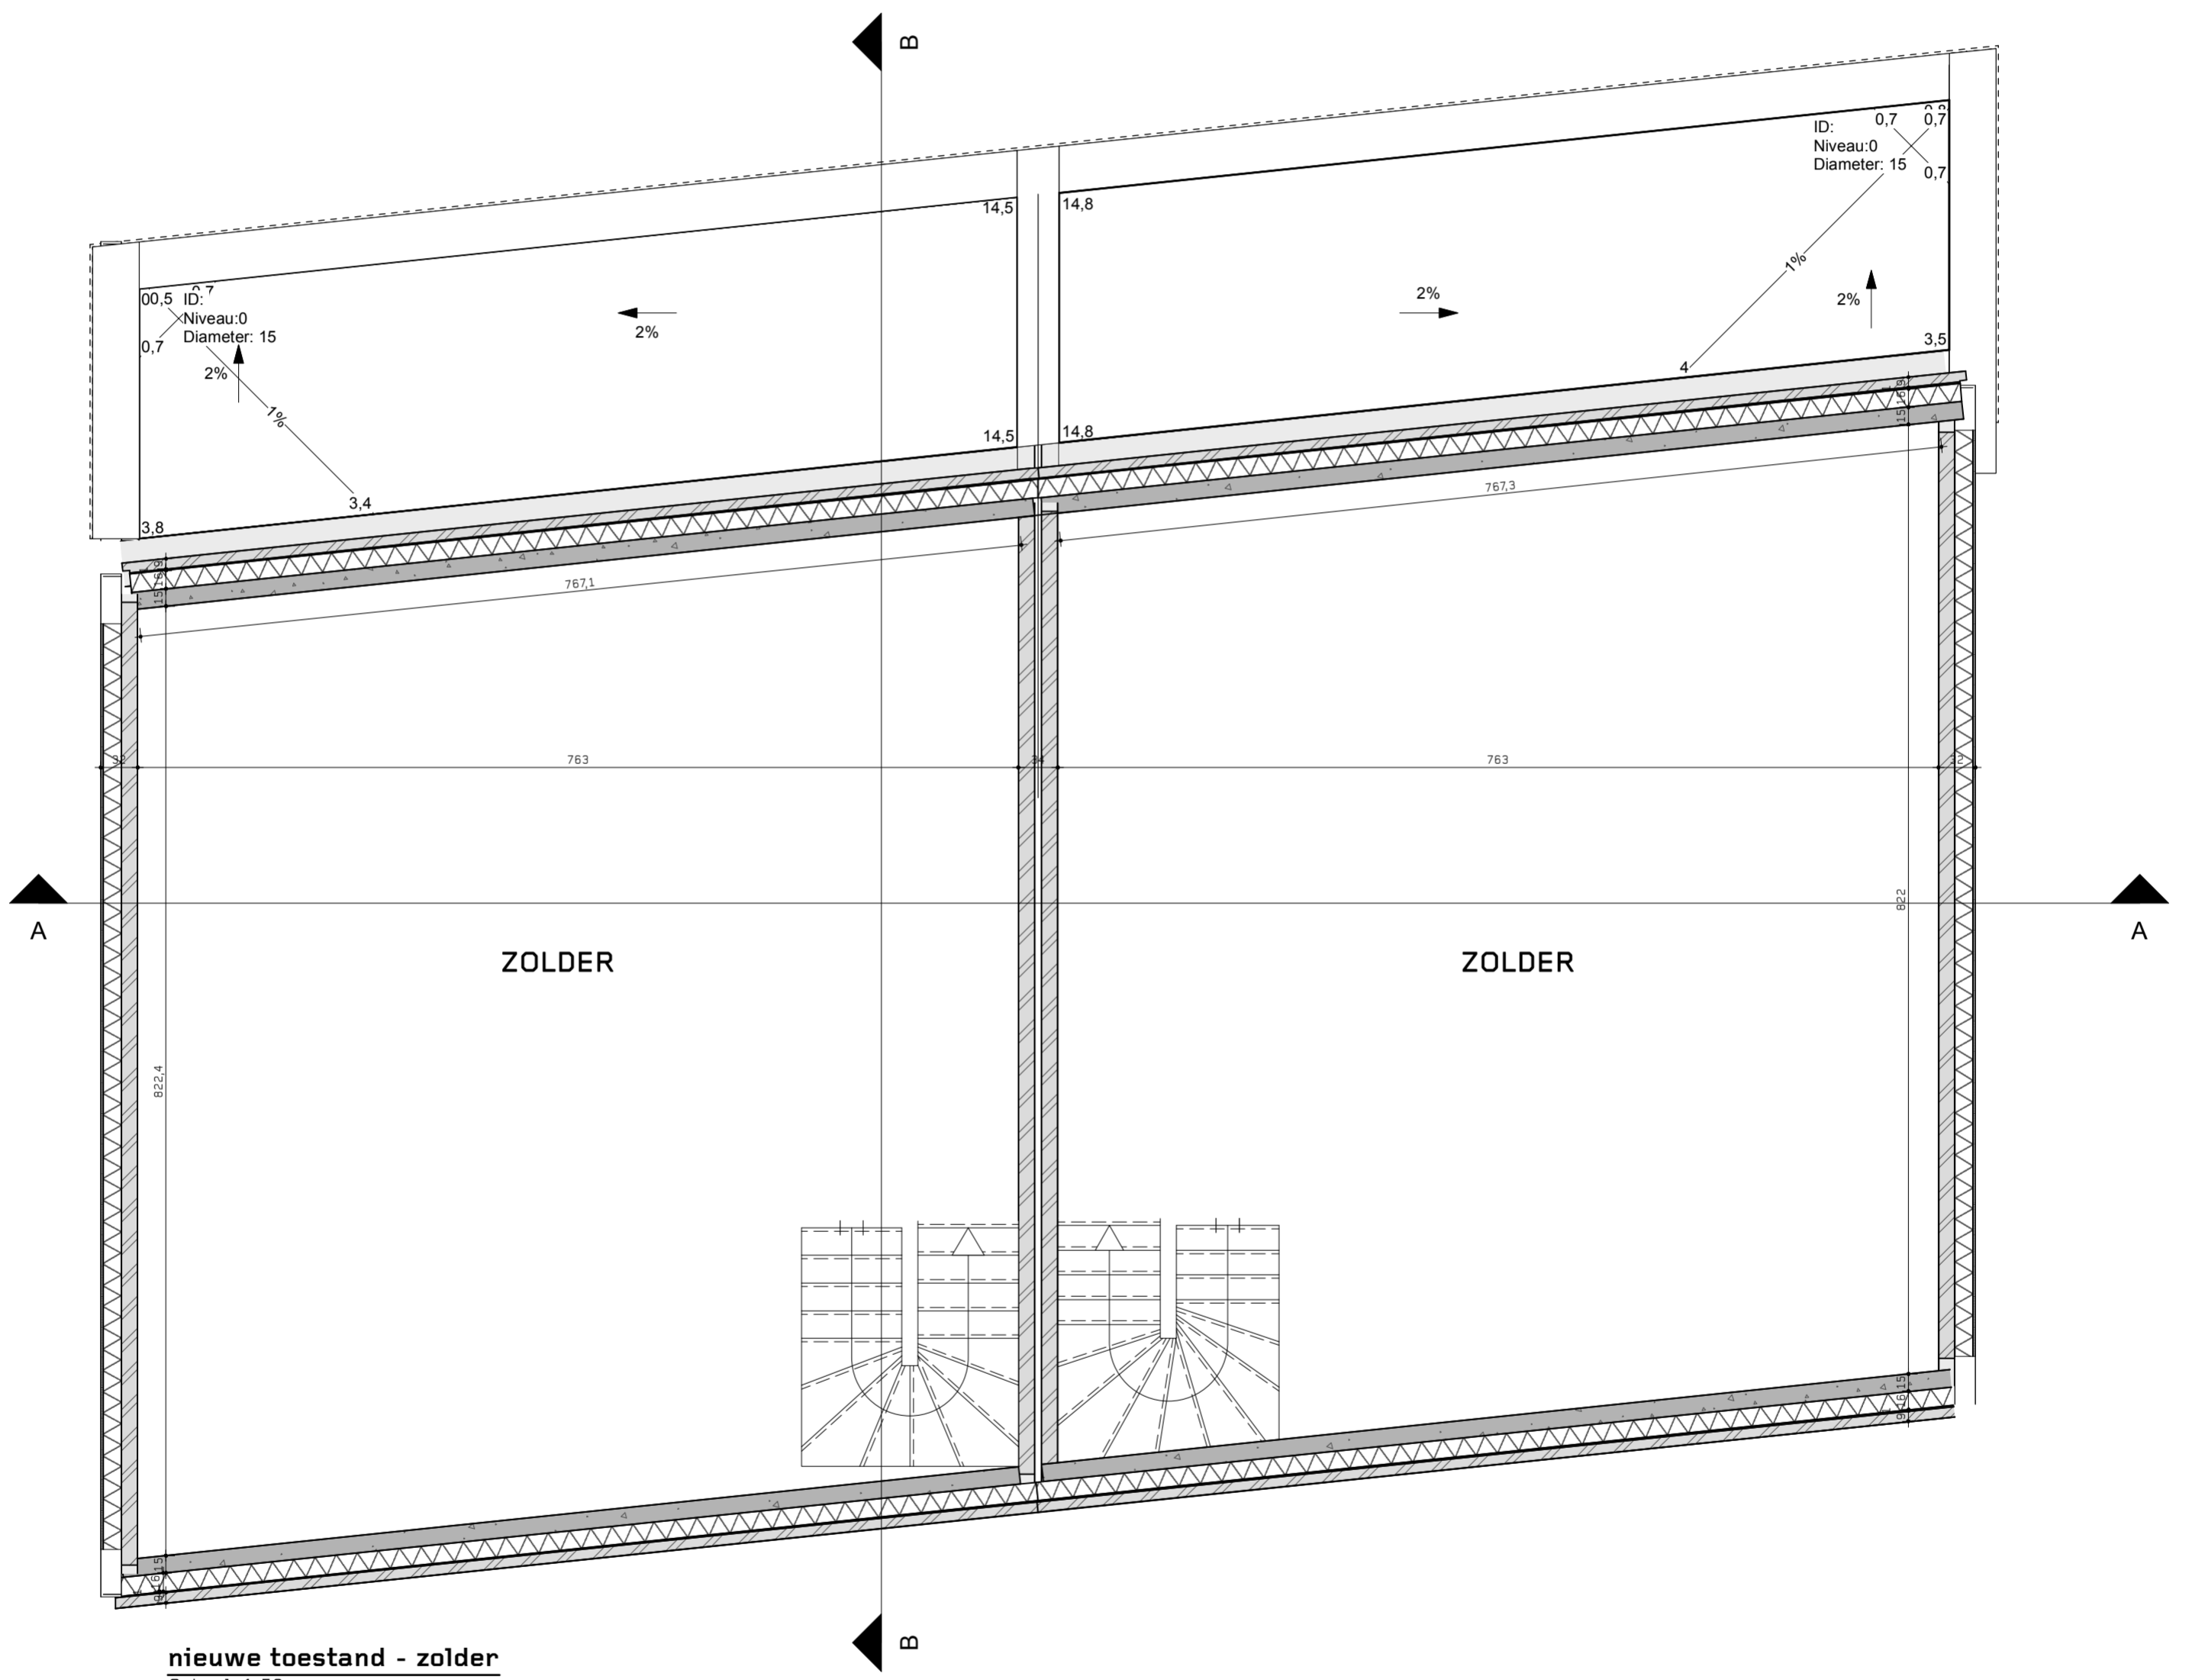 B
ID:
Niveau:0
Diameter: 15
0,7
0,7
0,7
1%
2%
3,5
4
14,5
14,8
2%
2%
14,5
14,8
00,5
ID:
Niveau:0
Diameter: 15
0,7
2%
1%
3,4
3,8
767,3
767,1
763
763
A
822
A
ZOLDER
ZOLDER
822,4
B
nieuwe toestand - zolder